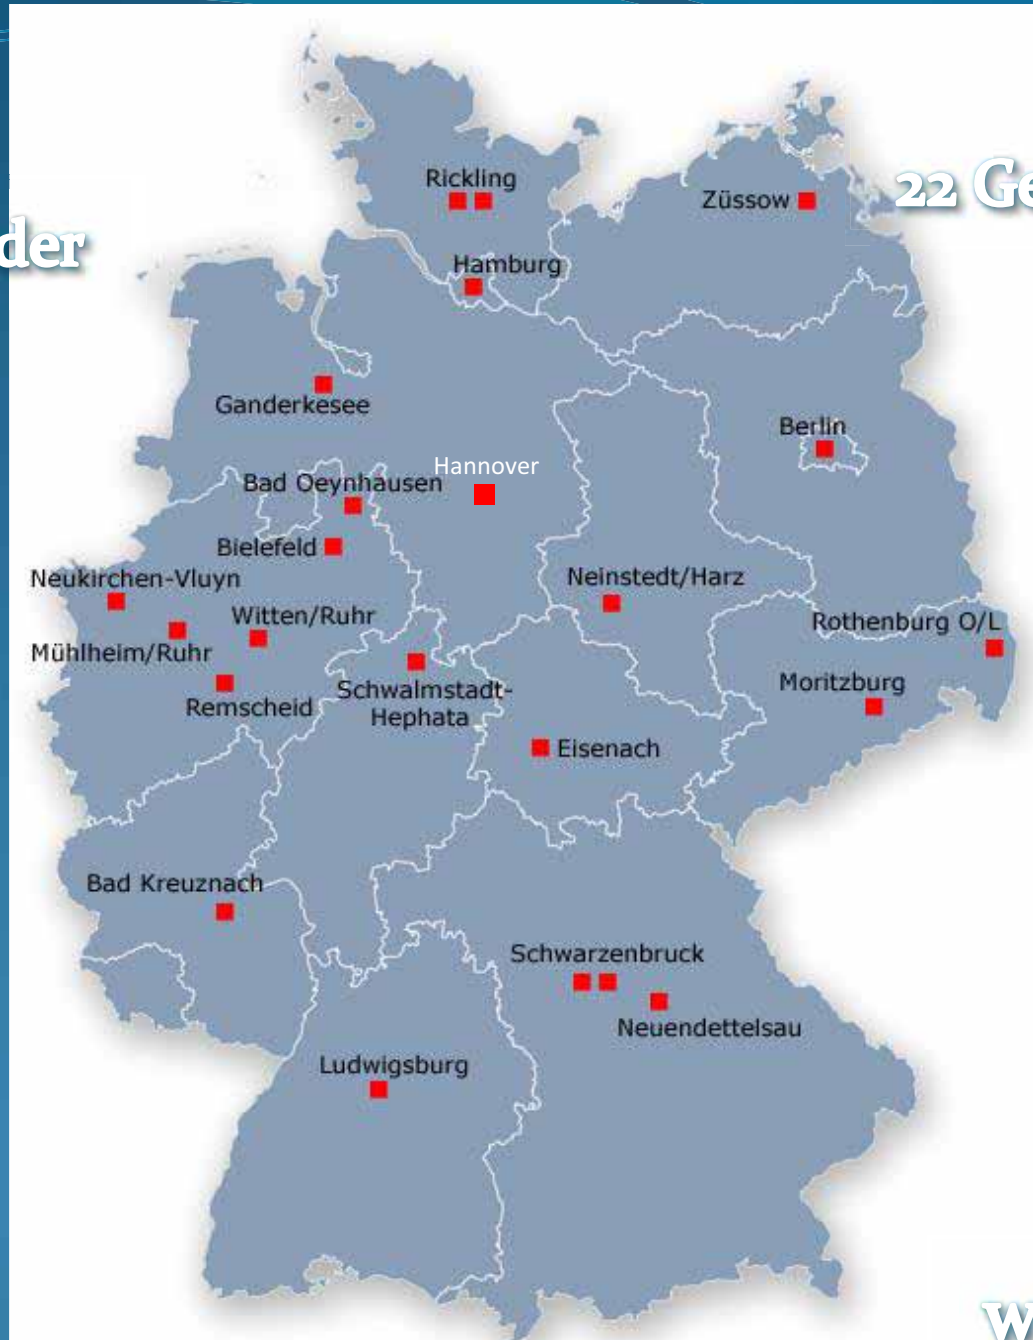 Rickling
Züssow
22 Ge
der
Hamburg
Ganderkesee
Berlin
Hannover
Bad Oeynhausen
Bielefeld
Neukirchen-Vluyn
Neinstedt/Harz
Witten/Ruhr
Rothenburg O/L
Mühlheim/Ruhr
Schwalmstadt-
Hephata
Moritzburg
Remscheid
Eisenach
Bad Kreuznach
Schwarzenbruck
Neuendettelsau
Ludwigsburg
w